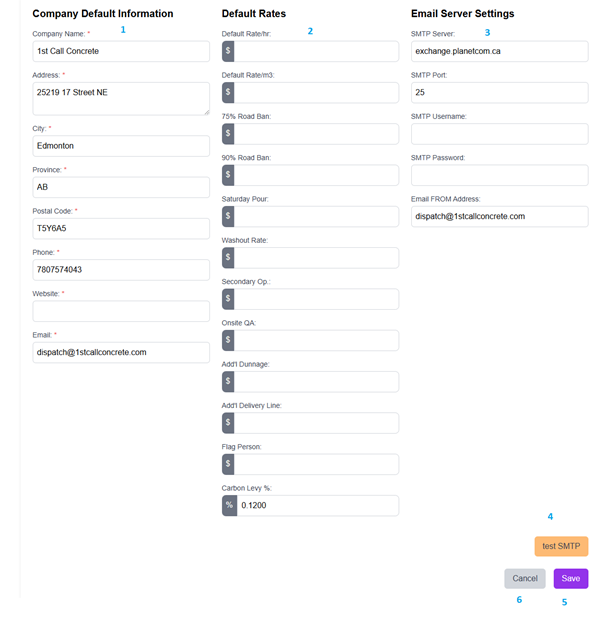 Company Default Information
1
Company Name: *
1st Call Concrete
Address: *
25219 17 Street NE
City: *
Edmonton
Province: *
AB
Postal Code: *
T5Y6A5
Phone: *
7807574043
Website: *
Email: *
dispatch@1stcallconcrete.com
Default Rates
2
Default Rate/hr:
$
Default Rate/m3:
$
75% Road Ban:
$
90% Road Ban:
$
Saturday Pour:
$
Washout Rate:
$
Secondary Op.:
$
Onsite QA:
$
Add'l Dunnage:
$
Add'l Delivery Line:
$
Flag Person:
$
Carbon Levy %:
% 0.1200
Email Server Settings
3
SMTP Server:
exchange.planetcom.ca
SMTP Port:
25
SMTP Username:
SMTP Password:
Email FROM Address:
dispatch@1stcallconcrete.com
4
test SMTP
Cancel Save
6 5